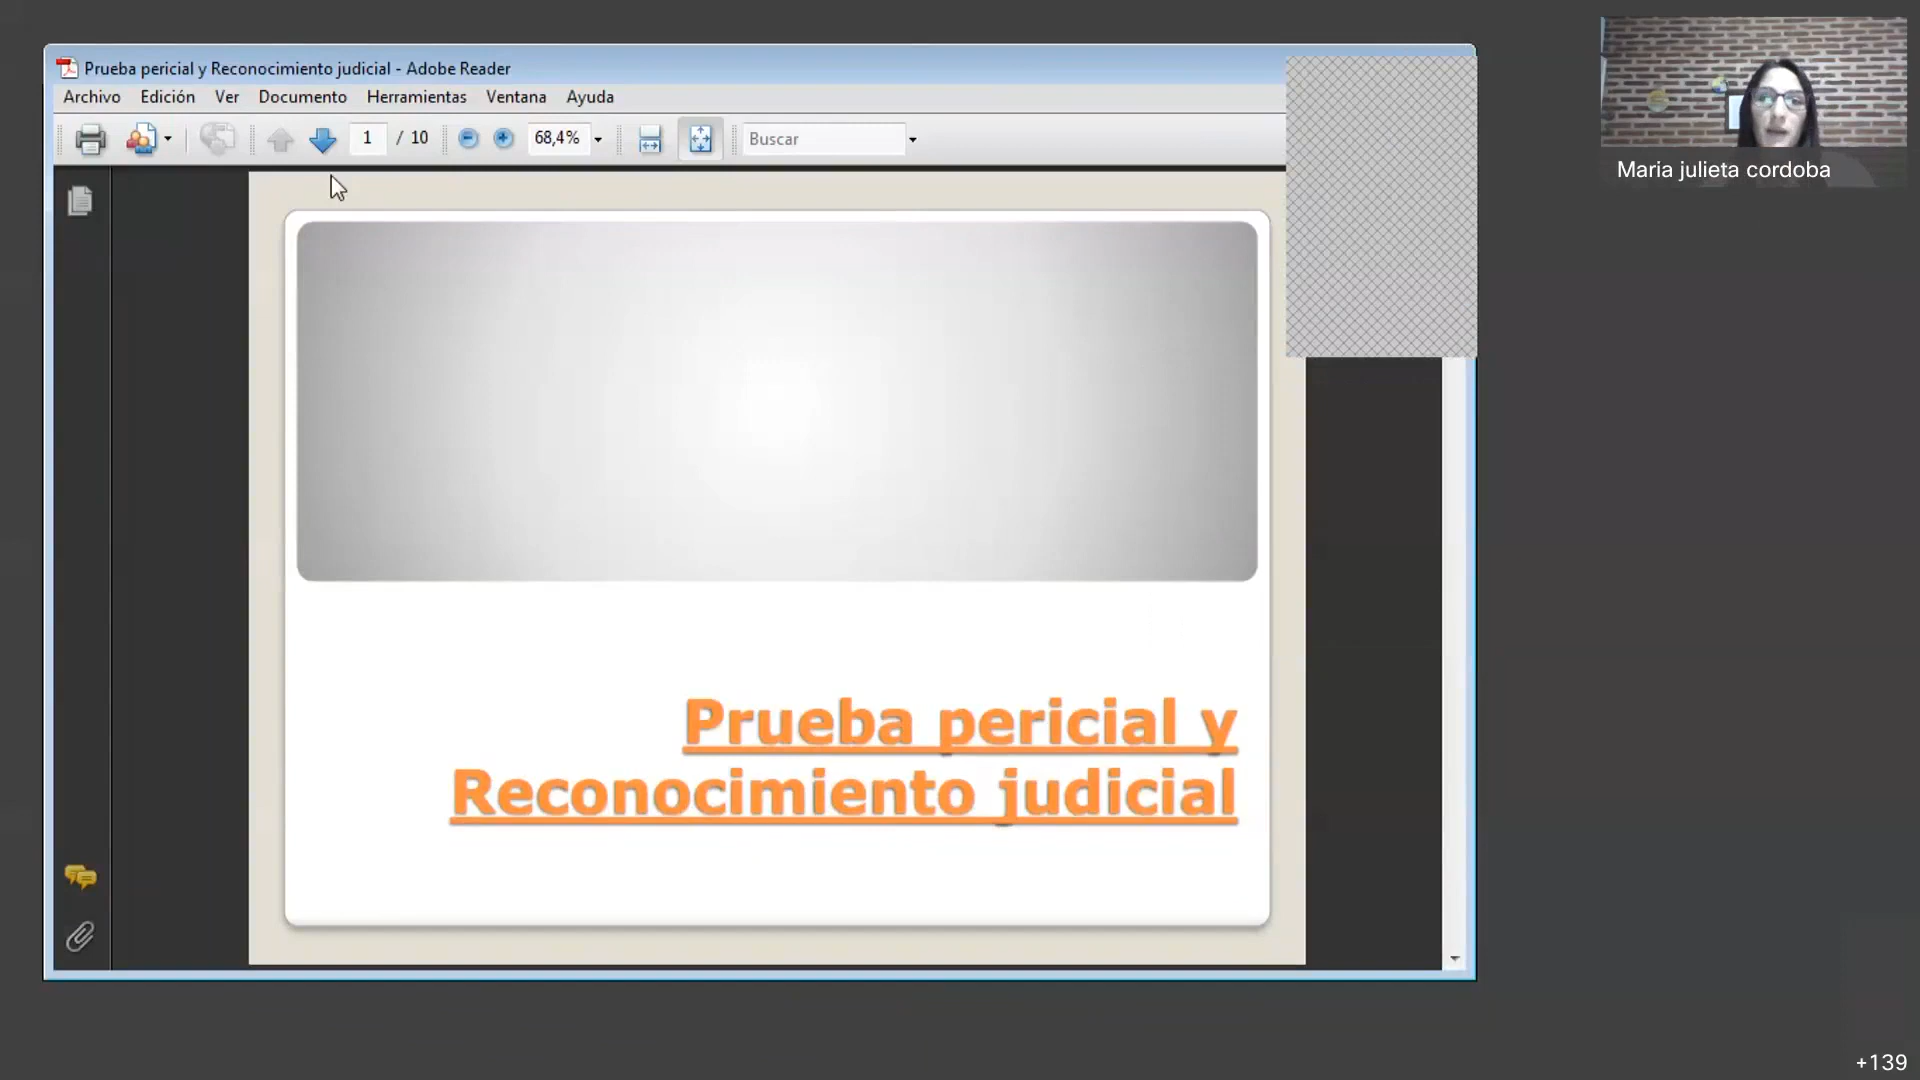 Prueba pericial y Reconocimiento judicial - Adobe Reader
Archivo Edición Ver Documento Herramientas Ventana Ayuda
1 / 10 68,4% Buscar
Maria julieta cordoba
Prueba pericial y
Reconocimiento judicial
+139